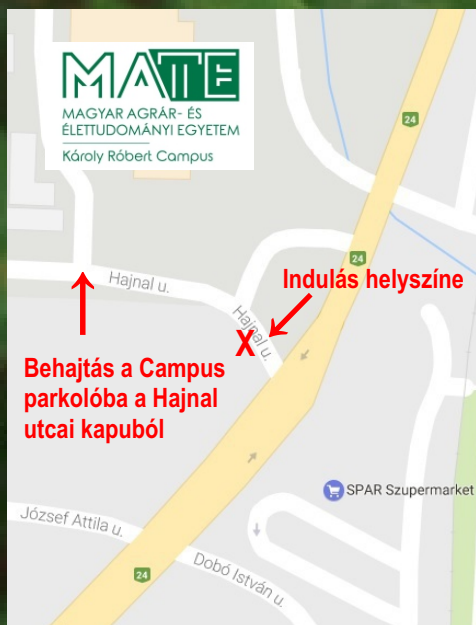 MATE
MAGYAR AGRÁR- ÉS
ÉLETTUDOMÁNYI EGYETEM
Károly Róbert Campus
24
24
Hajnal u.
Indulás helyszíne
Hajnal u.
X
Behajtás a Campus
parkolóba a Hajnal
utcai kapuból
SPAR Szupermarket
József Attila u.
Dobó István u.
24